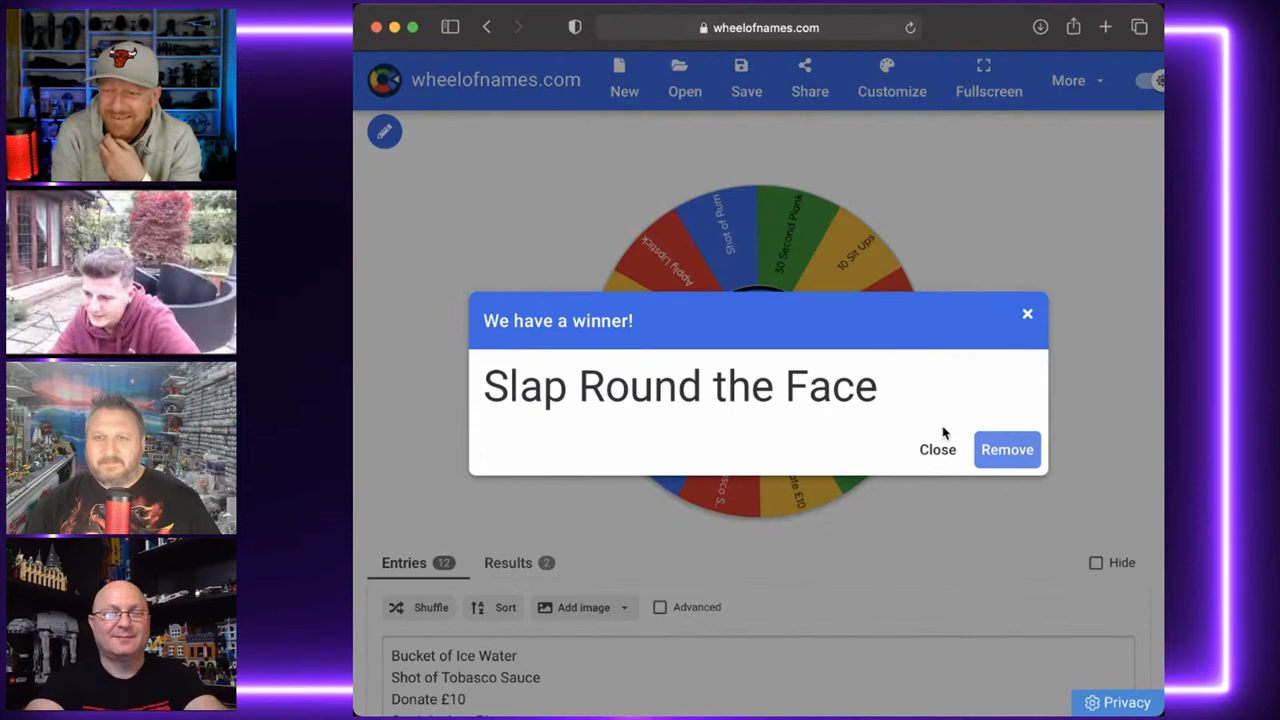 wheelofnames.com
wheelofnames.com
New
Open
Save
Share
Customize
Fullscreen
More
Apply Lipstick
Shot of Rum
30 Second Plank
10 Sit Ups
We have a winner!
Slap Round the Face
Close
Remove
Entries 12
Results 2
Hide
Shuffle
Sort
Add image
Advanced
Bucket of Ice Water
Shot of Tobasco Sauce
Donate £10
Privacy